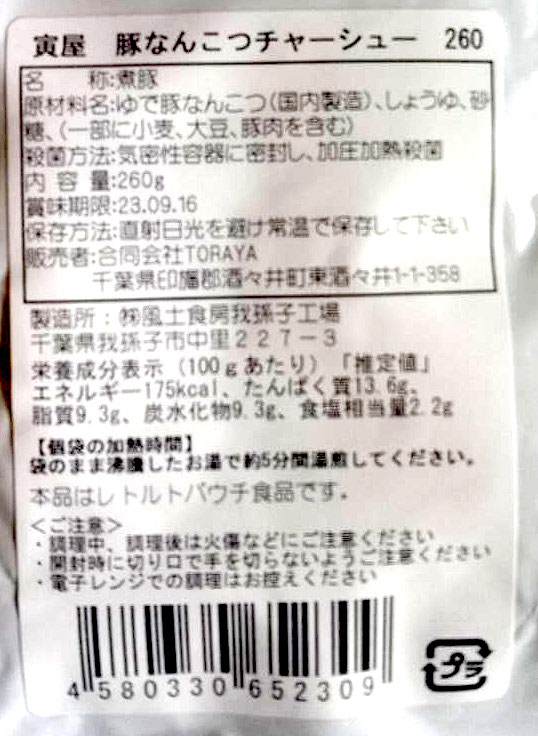 寅屋　豚なんこつチャーシュー　260
名　　称:煮豚
原材料名:ゆで豚なんこつ(国内製造)、しょうゆ、砂
糖、(一部に小麦、大豆、豚肉を含む)
殺菌方法:気密性容器に密封し、加圧加熱殺菌
内 容 量:260g
賞味期限:23.09.16
保存方法:直射日光を避け常温で保存して下さい
販売者:合同会社TORAYA
千葉県印旛郡酒々井町東酒々井1-1-358
製造所：㈱風土食房我孫子工場
千葉県我孫子市中里２２７－３
栄養成分表示（100ｇあたり）「推定値」
エネルギー175kcal、たんぱく質13.6g、
脂質9.3g、炭水化物9.3g、食塩相当量2.2g
【個袋の加熱時間】
袋のまま沸騰したお湯で約5分間湯煎してください。
本品はレトルトパウチ食品です。
＜ご注意＞
・調理中、調理後は火傷などにご注意ください
・開封時に切り口で手を切らないようご注意ください
・電子レンジでの調理はお控えください
4 580330 652309
プラ